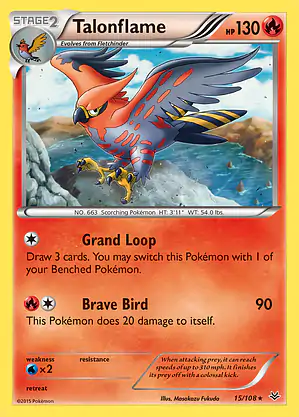 STAGE2 Talonflame HP130
Evolves from Fletchinder
NO. 663 Scorching Pokémon HT: 3'11" WT: 54.0 lbs.
Grand Loop
Draw 3 cards. You may switch this Pokémon with 1 of
your Benched Pokémon.
Brave Bird 90
This Pokémon does 20 damage to itself.
weakness resistance
×2
retreat
When attacking prey, it can reach
speeds of up to 310 mph. It finishes
its prey off with a colossal kick.
©2015 Pokémon Illus. Masakazu Fukuda 15/108 ★